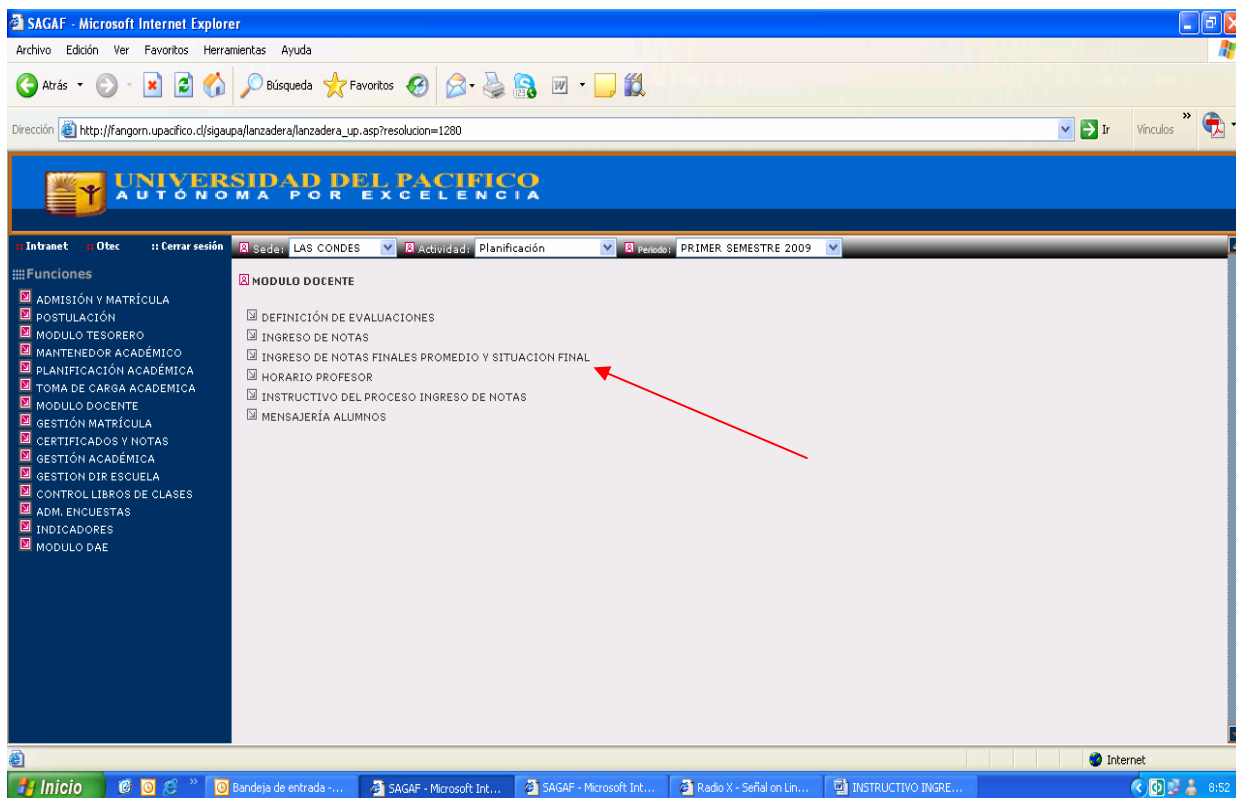 SAGAF - Microsoft Internet Explorer
Archivo Edición Ver Favoritos Herramientas Ayuda
Atrás Búsqueda Favoritos
Dirección http://fangorn.upacifico.cl/sigaupa/lanzadera/lanzadera_up.asp?resolucion=1280 Ir Vínculos »
UNIVERSIDAD DEL PACIFICO
AUTÓNOMA POR EXCELENCIA
:: Intranet :: Otec :: Cerrar sesión Sede: LAS CONDES Actividad: Planificación Periodo: PRIMER SEMESTRE 2009
Funciones
ADMISIÓN Y MATRÍCULA
POSTULACIÓN
MODULO TESORERO
MANTENEDOR ACADÉMICO
PLANIFICACIÓN ACADÉMICA
TOMA DE CARGA ACADEMICA
MODULO DOCENTE
GESTIÓN MATRÍCULA
CERTIFICADOS Y NOTAS
GESTIÓN ACADÉMICA
GESTION DIR ESCUELA
CONTROL LIBROS DE CLASES
ADM. ENCUESTAS
INDICADORES
MODULO DAE
MODULO DOCENTE
DEFINICIÓN DE EVALUACIONES
INGRESO DE NOTAS
INGRESO DE NOTAS FINALES PROMEDIO Y SITUACION FINAL
HORARIO PROFESOR
INSTRUCTIVO DEL PROCESO INGRESO DE NOTAS
MENSAJERÍA ALUMNOS
Internet
Inicio » Bandeja de entrada -... SAGAF - Microsoft Int... SAGAF - Microsoft Int... Radio X - Señal on Lin... INSTRUCTIVO INGRE... 8:52